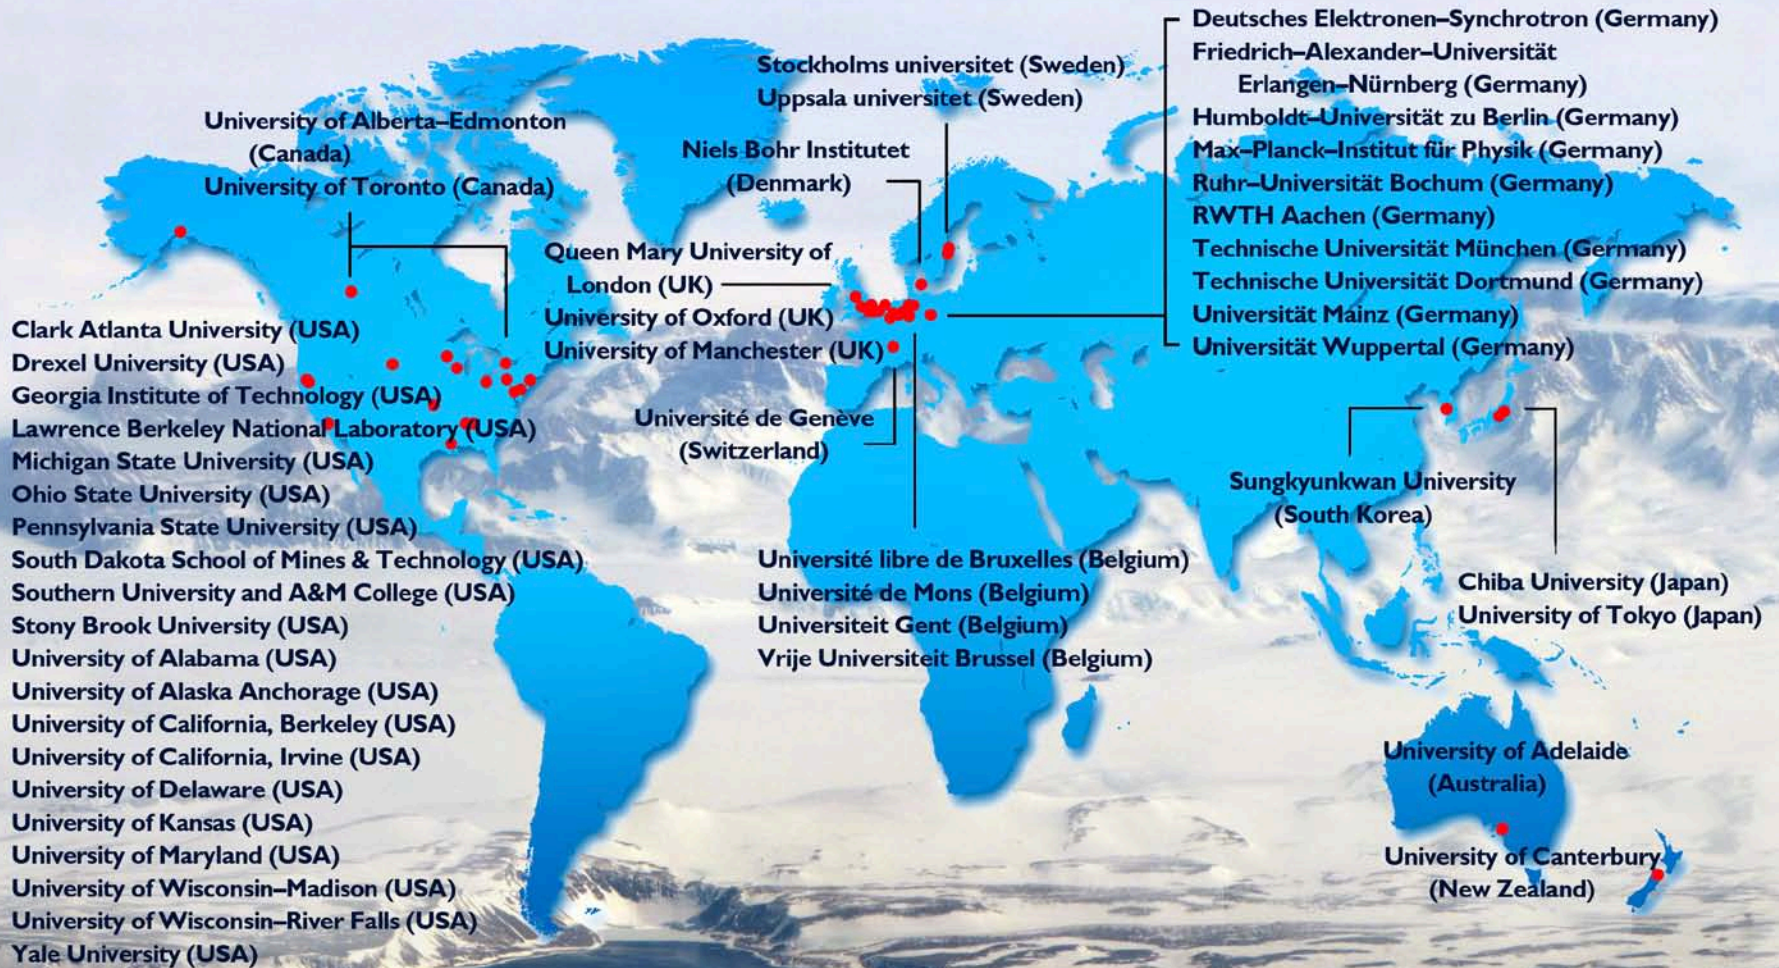 University of Alberta–Edmonton
(Canada)
University of Toronto (Canada)
Clark Atlanta University (USA)
Drexel University (USA)
Georgia Institute of Technology (USA)
Lawrence Berkeley National Laboratory (USA)
Michigan State University (USA)
Ohio State University (USA)
Pennsylvania State University (USA)
South Dakota School of Mines & Technology (USA)
Southern University and A&M College (USA)
Stony Brook University (USA)
University of Alabama (USA)
University of Alaska Anchorage (USA)
University of California, Berkeley (USA)
University of California, Irvine (USA)
University of Delaware (USA)
University of Kansas (USA)
University of Maryland (USA)
University of Wisconsin–Madison (USA)
University of Wisconsin–River Falls (USA)
Yale University (USA)
Stockholms universitet (Sweden)
Uppsala universitet (Sweden)
Niels Bohr Institutet
(Denmark)
Queen Mary University of
London (UK)
University of Oxford (UK)
University of Manchester (UK)
Université de Genève
(Switzerland)
Université libre de Bruxelles (Belgium)
Université de Mons (Belgium)
Universiteit Gent (Belgium)
Vrije Universiteit Brussel (Belgium)
Deutsches Elektronen–Synchrotron (Germany)
Friedrich–Alexander–Universität
Erlangen–Nürnberg (Germany)
Humboldt–Universität zu Berlin (Germany)
Max–Planck–Institut für Physik (Germany)
Ruhr–Universität Bochum (Germany)
RWTH Aachen (Germany)
Technische Universität München (Germany)
Technische Universität Dortmund (Germany)
Universität Mainz (Germany)
Universität Wuppertal (Germany)
Sungkyunkwan University
(South Korea)
Chiba University (Japan)
University of Tokyo (Japan)
University of Adelaide
(Australia)
University of Canterbury
(New Zealand)